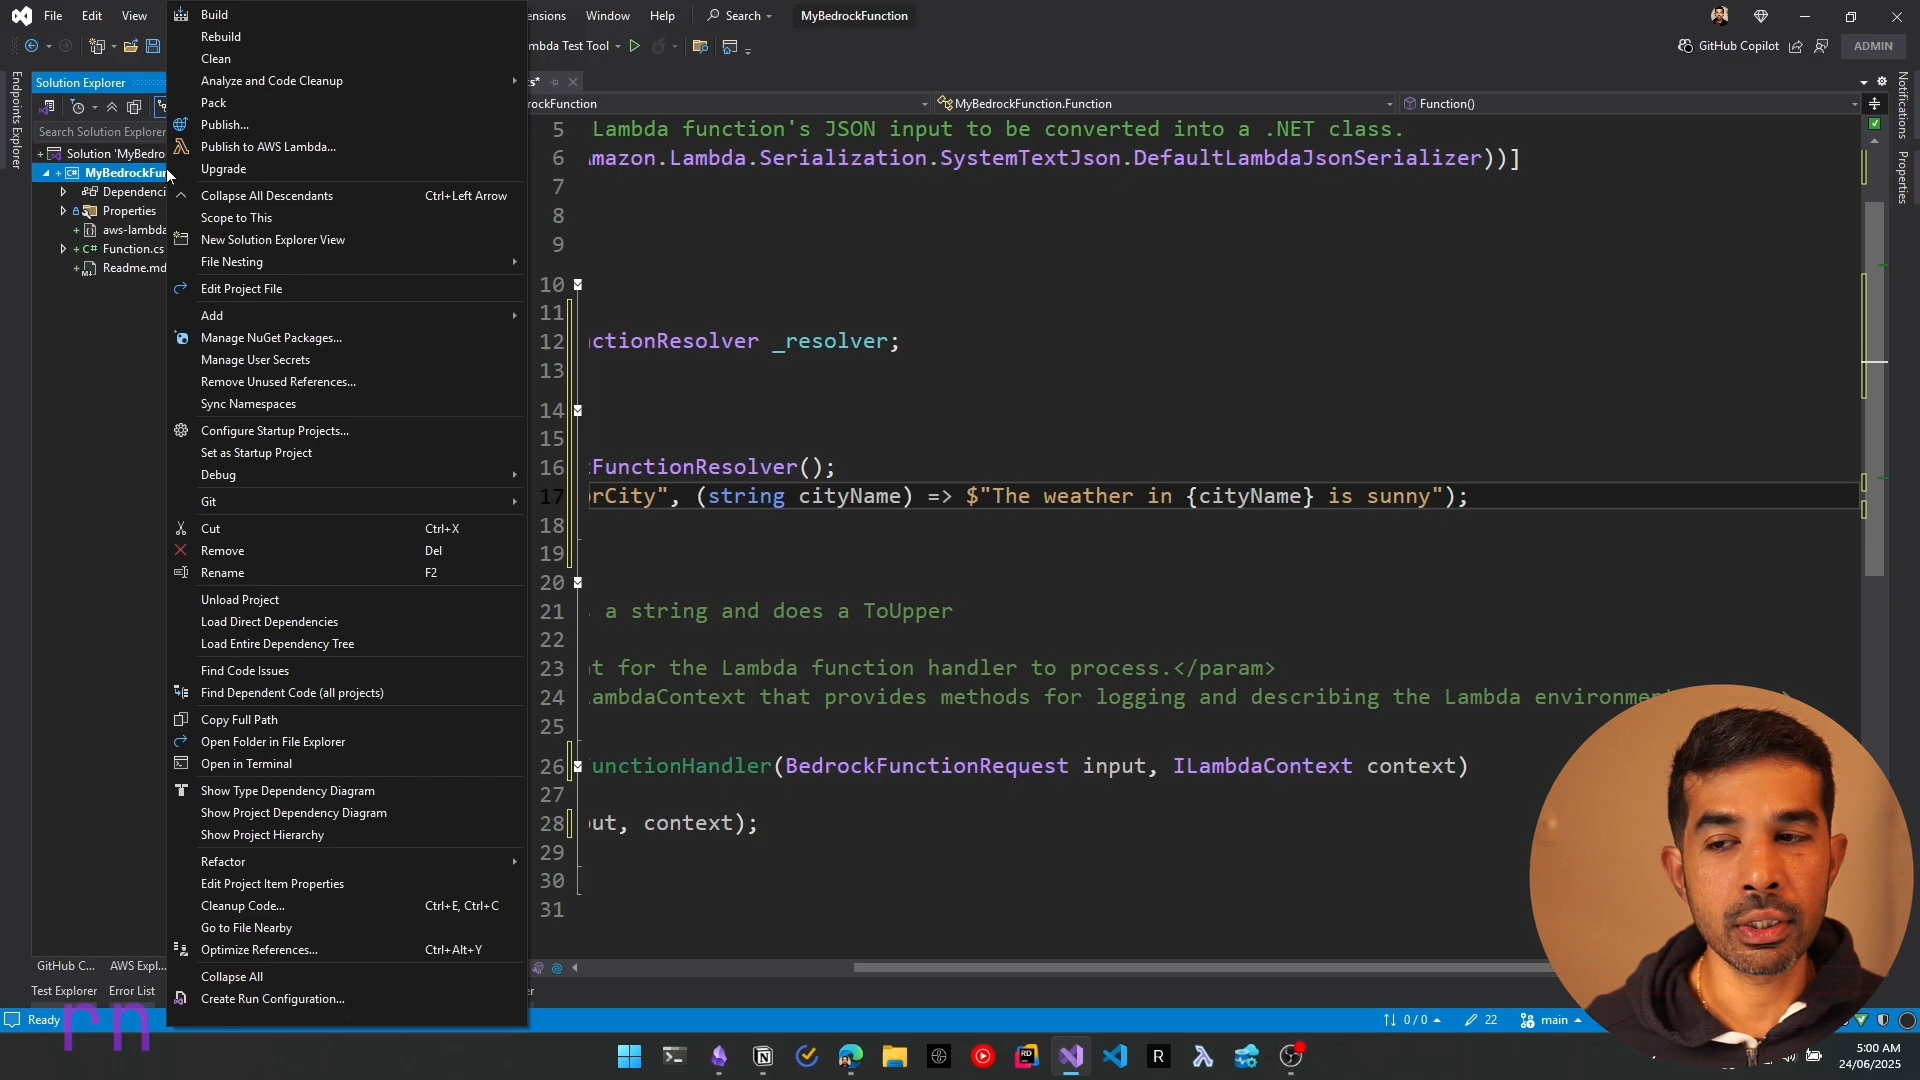 File Edit View
ensions Window Help Search MyBedrockFunction
mbda Test Tool
GitHub Copilot ADMIN
Endpoints Explorer
Solution Explorer
Search Solution Explorer
Solution 'MyBedro
MyBedrockFun
Dependenci
Properties
aws-lambda
Function.cs
Readme.md
Build
Rebuild
Clean
Analyze and Code Cleanup
Pack
Publish...
Publish to AWS Lambda...
Upgrade
Collapse All Descendants Ctrl+Left Arrow
Scope to This
New Solution Explorer View
File Nesting
Edit Project File
Add
Manage NuGet Packages...
Manage User Secrets
Remove Unused References...
Sync Namespaces
Configure Startup Projects...
Set as Startup Project
Debug
Git
Cut Ctrl+X
Remove Del
Rename F2
Unload Project
Load Direct Dependencies
Load Entire Dependency Tree
Find Code Issues
Find Dependent Code (all projects)
Copy Full Path
Open Folder in File Explorer
Open in Terminal
Show Type Dependency Diagram
Show Project Dependency Diagram
Show Project Hierarchy
Refactor
Edit Project Item Properties
Cleanup Code... Ctrl+E, Ctrl+C
Go to File Nearby
Optimize References... Ctrl+Alt+Y
Collapse All
Create Run Configuration...
rockFunction MyBedrockFunction.Function Function()
5 Lambda function's JSON input to be converted into a .NET class.
6 mazon.Lambda.Serialization.SystemTextJson.DefaultLambdaJsonSerializer))]
7
8
9
10
11
12 ctionResolver _resolver;
13
14
15
16 FunctionResolver();
17 rCity", (string cityName) => $"The weather in {cityName} is sunny");
18
19
20
21 a string and does a ToUpper
22
23 t for the Lambda function handler to process.</param>
24 ambdaContext that provides methods for logging and describing the Lambda environme
25
26 unctionHandler(BedrockFunctionRequest input, ILambdaContext context)
27
28 ut, context);
29
30
31
Notifications
Properties
GitHub C... AWS Expl...
Test Explorer Error List
Ready
0 / 0 22 main
rn
5:00 AM
24/06/2025